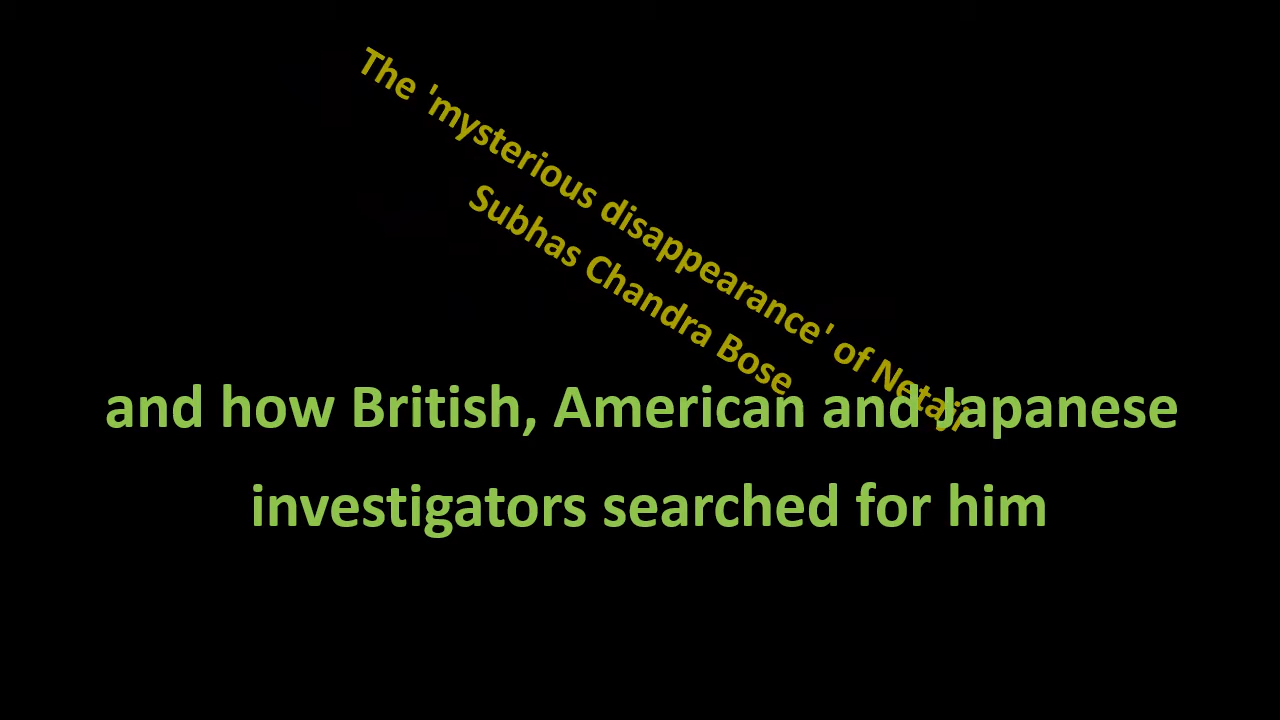 The 'mysterious disappearance' of Netaji
Subhas Chandra Bose
and how British, American and Japanese
investigators searched for him